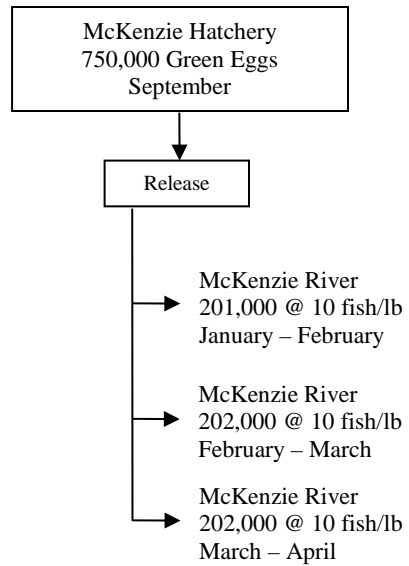 McKenzie Hatchery
750,000 Green Eggs
September
Release
McKenzie River
201,000 @ 10 fish/lb
January – February
McKenzie River
202,000 @ 10 fish/lb
February – March
McKenzie River
202,000 @ 10 fish/lb
March – April